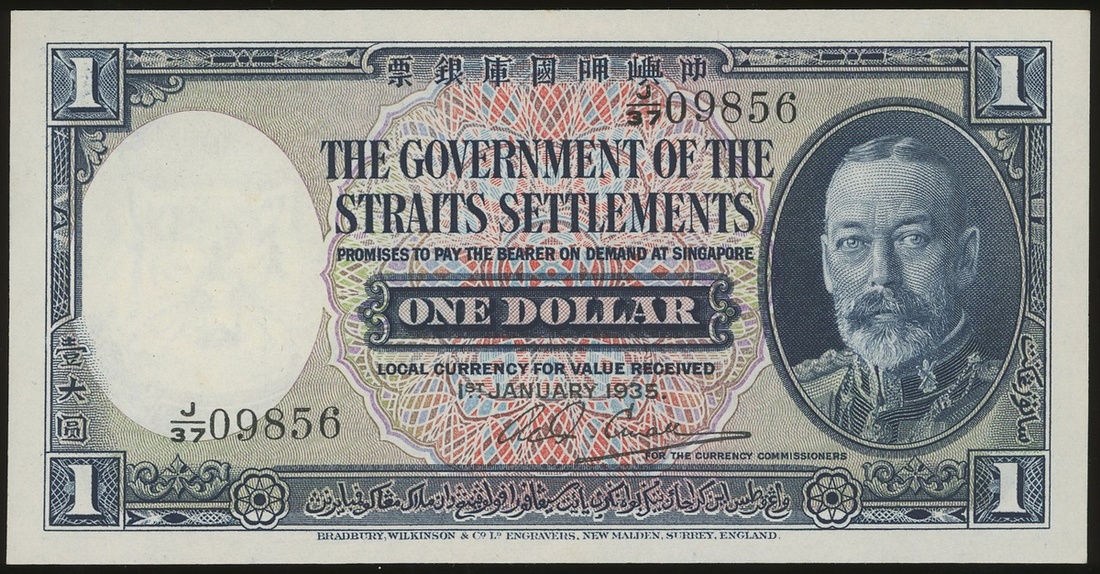 叻嶼呷國庫銀票
1
1
J/37 09856
THE GOVERNMENT OF THE
STRAITS SETTLEMENTS
PROMISES TO PAY THE BEARER ON DEMAND AT SINGAPORE
ONE DOLLAR
LOCAL CURRENCY FOR VALUE RECEIVED
1ST JANUARY 1935.
壹大圓
J/37 09856
FOR THE CURRENCY COMMISSIONERS
1
1
BRADBURY, WILKINSON & Co Ld ENGRAVERS, NEW MALDEN, SURREY, ENGLAND.